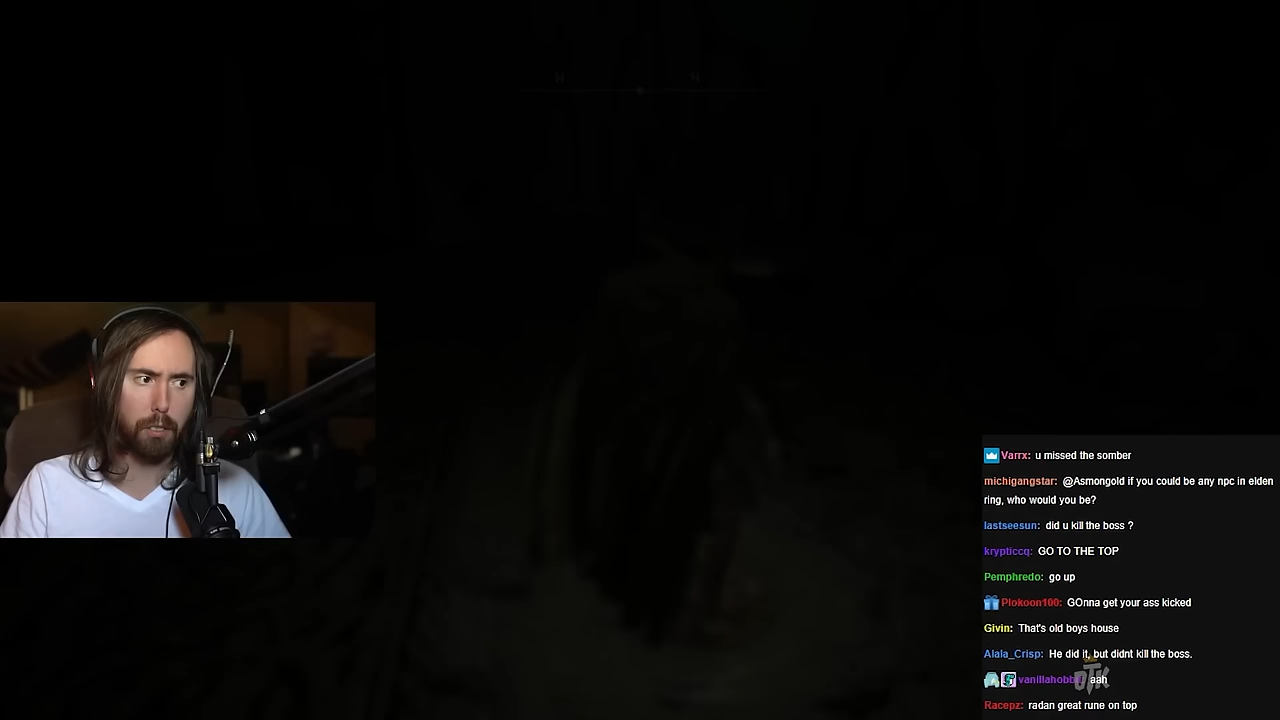 Varrx: u missed the somber
michigangstar: @Asmongold if you could be any npc in elden
ring, who would you be?
lastseesun: did u kill the boss ?
krypticcq: GO TO THE TOP
Pemphredo: go up
Plokoon100: GOnna get your ass kicked
Givin: That's old boys house
Alala_Crisp: He did it, but didnt kill the boss.
aah
OTK
Racepz: radan great rune on top